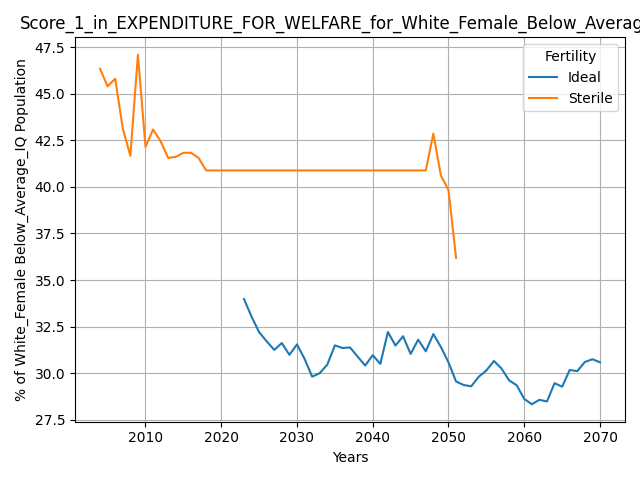 Score_1_in_EXPENDITURE_FOR_WELFARE_for_White_Female_Below_Averag
% of White_Female Below_Average_IQ Population
47.5
45.0
42.5
40.0
37.5
35.0
32.5
30.0
27.5
Fertility
Ideal
Sterile
2010 2020 2030 2040 2050 2060 2070
Years